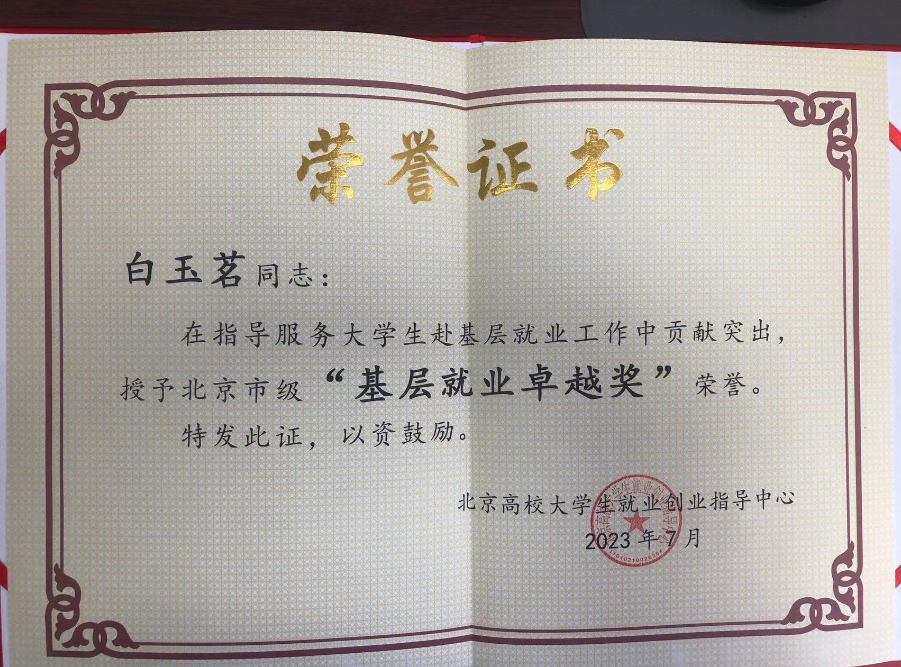 荣誉证书
白玉茗同志：
在指导服务大学生赴基层就业工作中贡献突出，
授予北京市级“基层就业卓越奖”荣誉。
特发此证，以资鼓励。
北京高校大学生就业创业指导中心
2023年7月